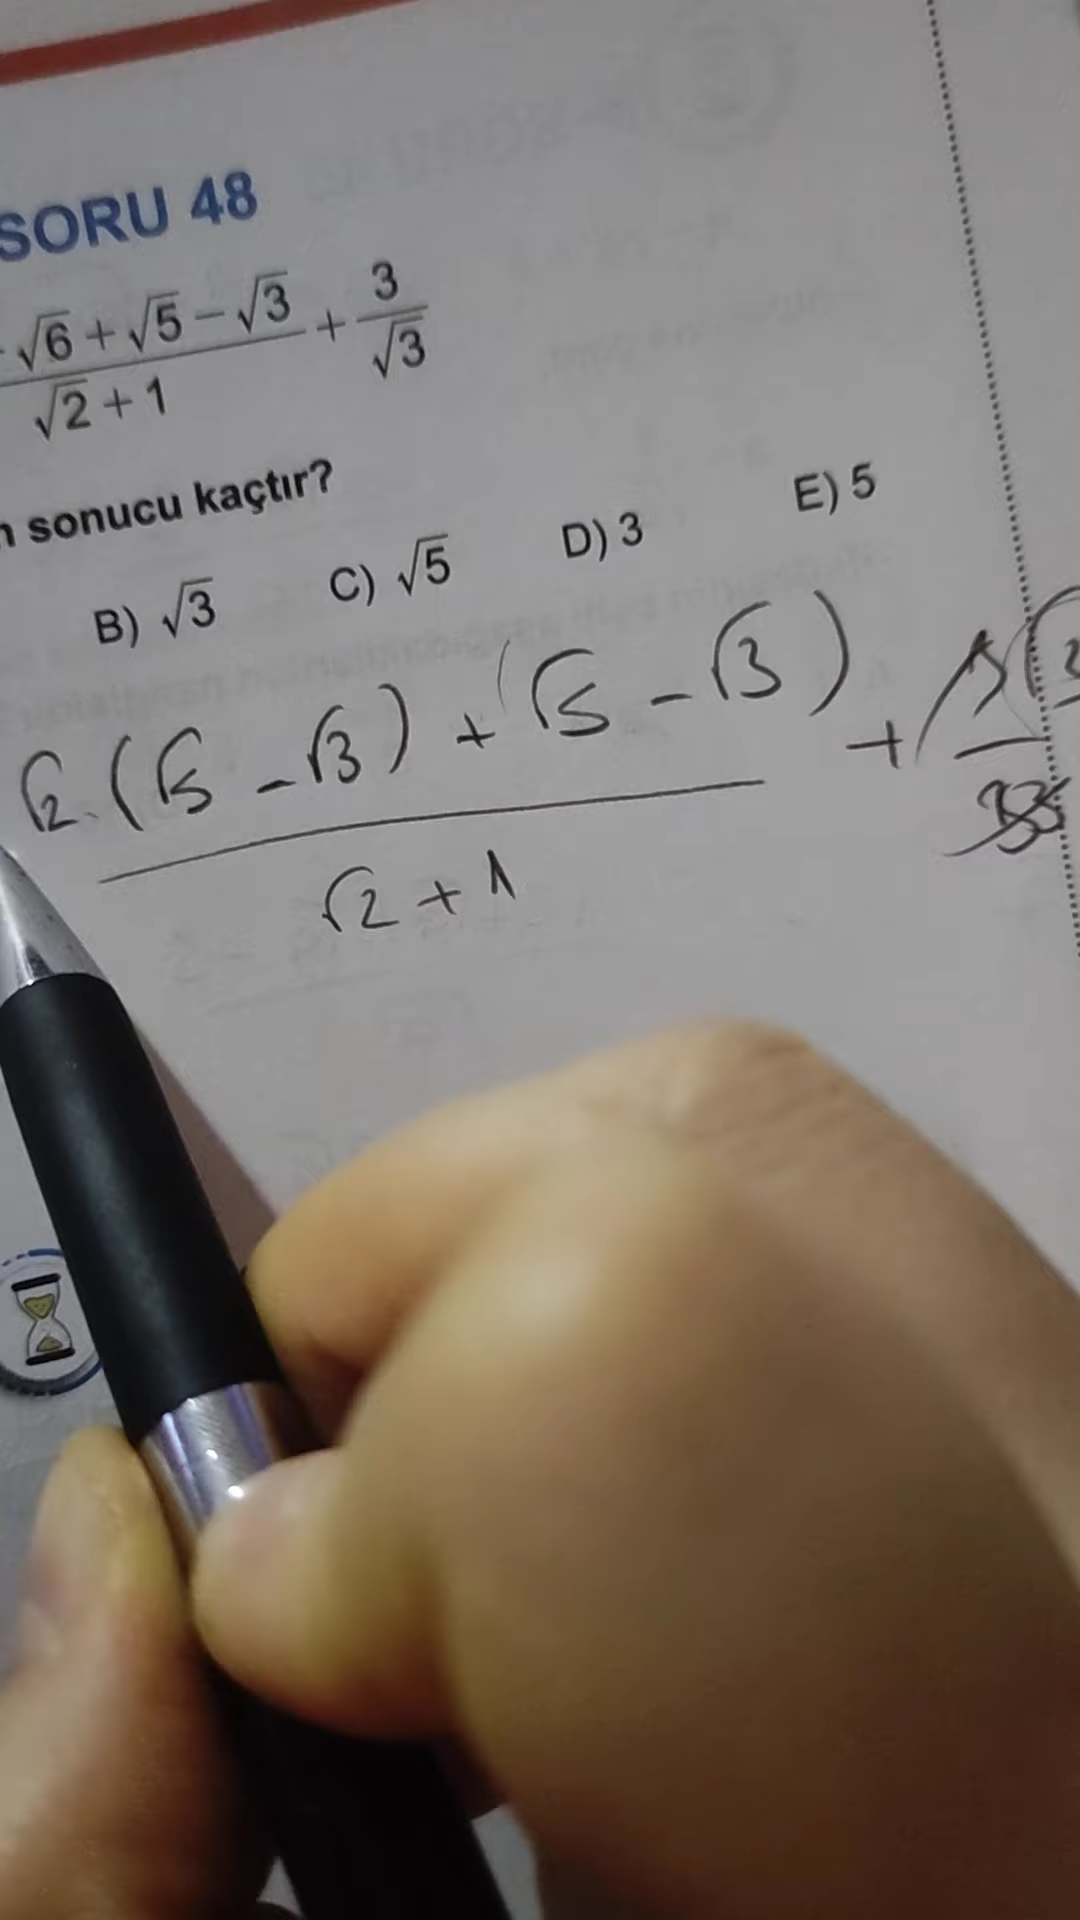 SORU 48
- √6 + √5 - √3 / √2 + 1 + 3 / √3
sonucu kaçtır?
B) √3 C) √5 D) 3 E) 5
√2 . (√5 - √3) + (√5 - √3) +
√2 + 1